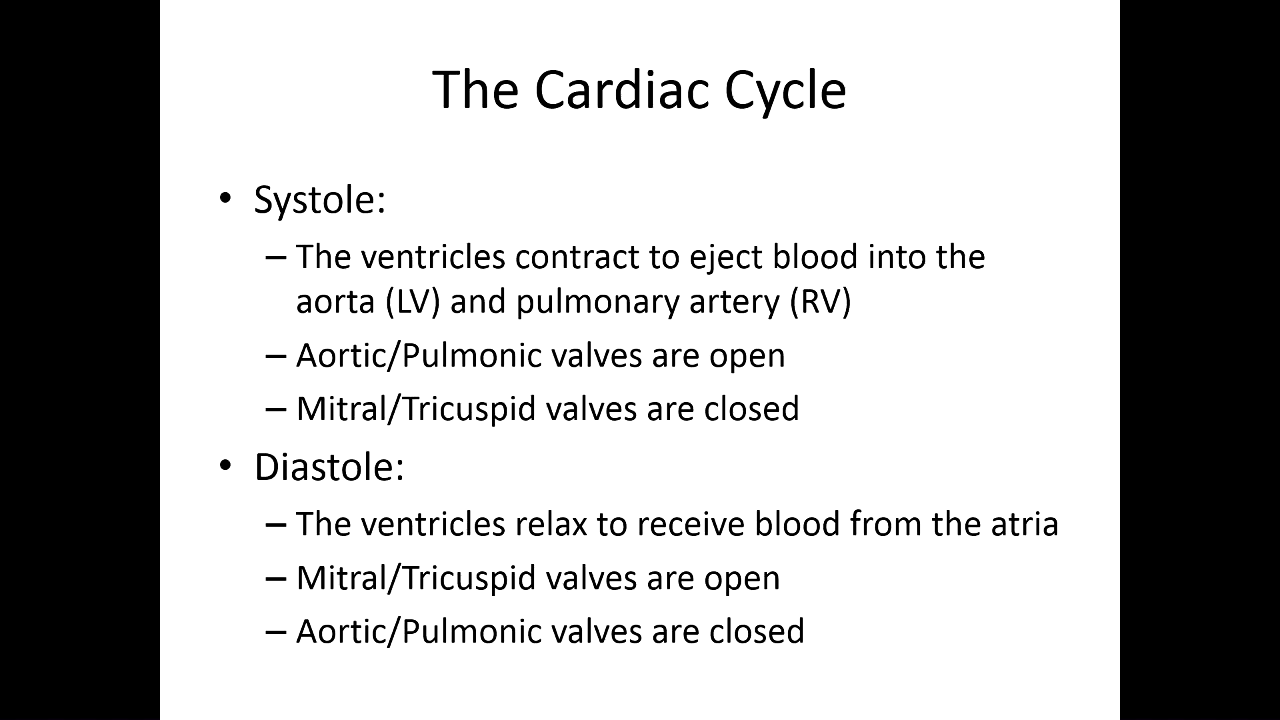 The Cardiac Cycle
• Systole:
– The ventricles contract to eject blood into the
aorta (LV) and pulmonary artery (RV)
– Aortic/Pulmonic valves are open
– Mitral/Tricuspid valves are closed
• Diastole:
– The ventricles relax to receive blood from the atria
– Mitral/Tricuspid valves are open
– Aortic/Pulmonic valves are closed